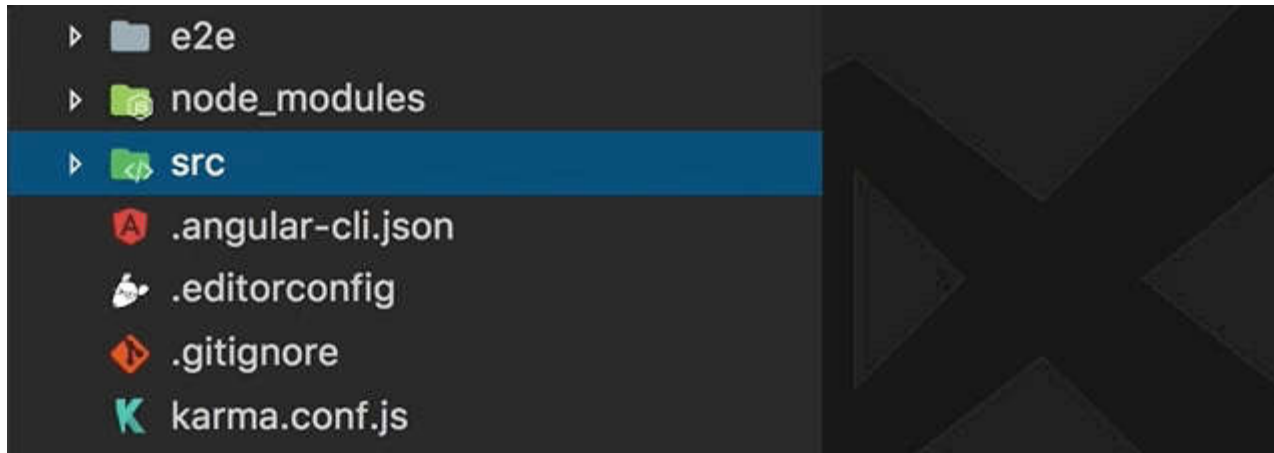 e2e
node_modules
src
.angular-cli.json
.editorconfig
.gitignore
karma.conf.js